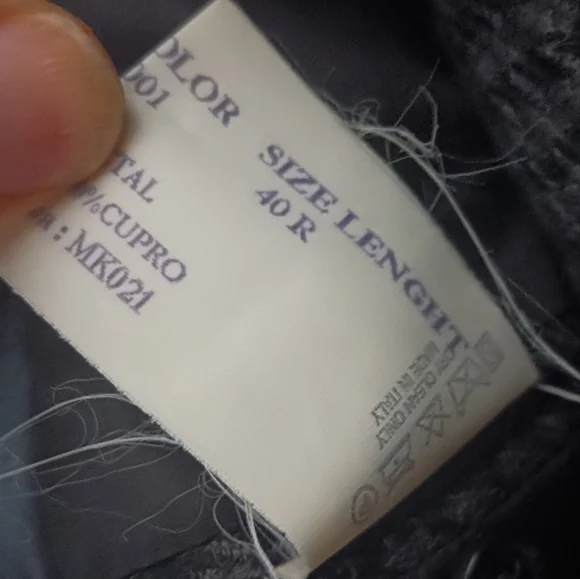 OLOR
001
SIZE LENGHT
40 R
TAL
%CUPRO
: MK021
DRY CLEAN ONLY
MADE IN ITALY